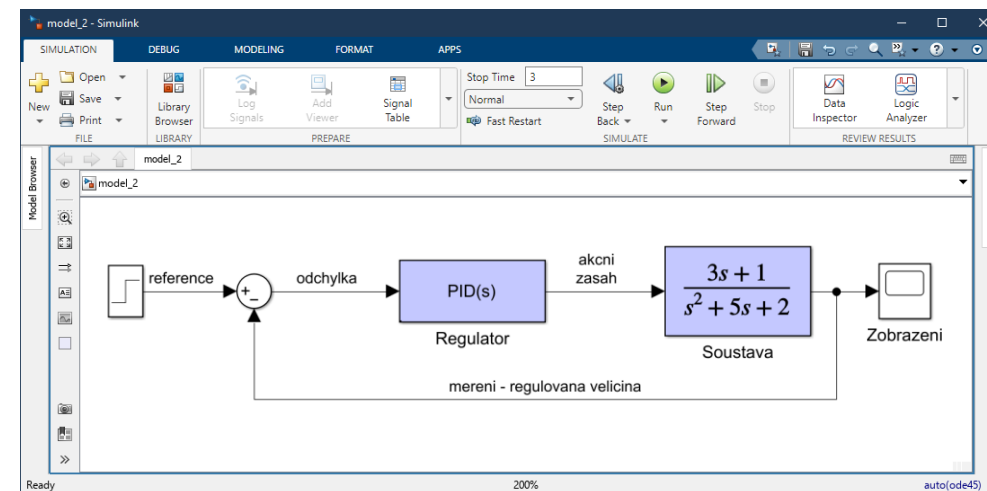 model_2 - Simulink
SIMULATION DEBUG MODELING FORMAT APPS
New
Open
Save
Print
FILE
Library
Browser
LIBRARY
Log
Signals
Add
Viewer
Signal
Table
PREPARE
Stop Time 3
Normal
Fast Restart
Step
Back
Run
Step
Forward
Stop
SIMULATE
Data
Inspector
Logic
Analyzer
REVIEW RESULTS
Model Browser
model_2
model_2
reference
+
_
odchylka
PID(s)
Regulator
akcni
zasah
3s + 1
s² + 5s + 2
Soustava
Zobrazeni
mereni - regulovana velicina
Ready 200% auto(ode45)